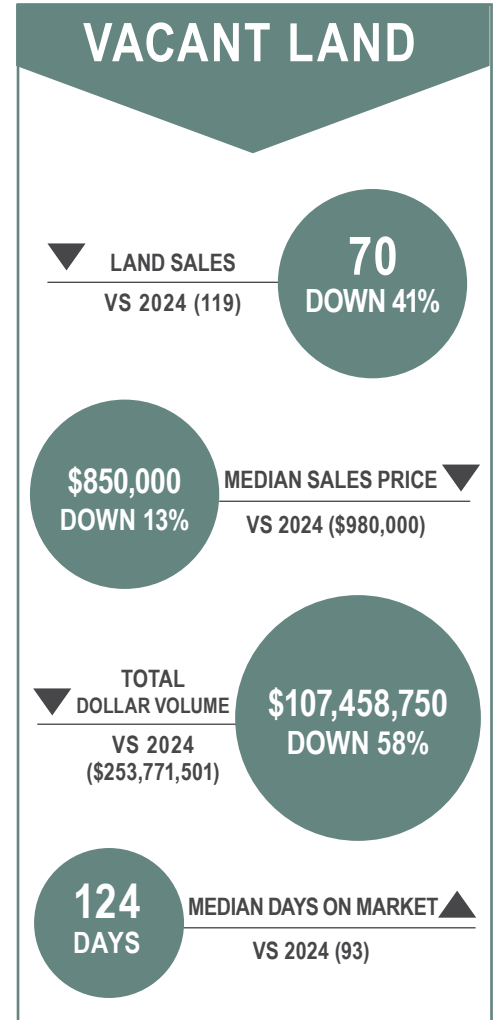 VACANT LAND
LAND SALES
VS 2024 (119)
70
DOWN 41%
$850,000
DOWN 13%
MEDIAN SALES PRICE
VS 2024 ($980,000)
TOTAL
DOLLAR VOLUME
VS 2024
($253,771,501)
$107,458,750
DOWN 58%
124
DAYS
MEDIAN DAYS ON MARKET
VS 2024 (93)